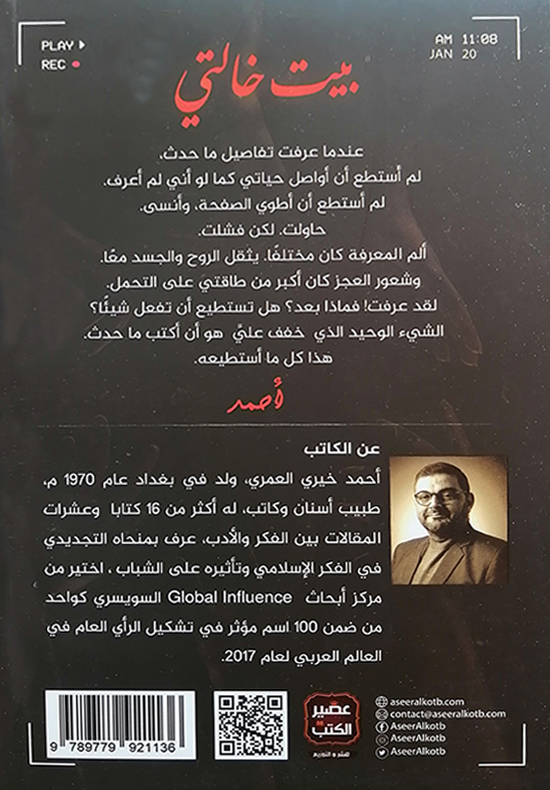 PLAY
REC
AM 11:08
JAN 20
بيت خالتي
عندما عرفت تفاصيل ما حدث،
لم أستطع أن أواصل حياتي كما لو أني لم أعرف.
لم أستطع أن أطوي الصفحة، وأنسى.
حاولت. لكن فشلت.
ألم المعرفة كان مختلفًا. يثقل الروح والجسد معًا.
وشعور العجز كان أكبر من طاقتي على التحمل.
لقد عرفت! فماذا بعد؟ هل تستطيع أن تفعل شيئًا؟
الشيء الوحيد الذي خفف عليَّ هو أن أكتب ما حدث.
هذا كل ما أستطيعه.
أحمد
عن الكاتب
أحمد خيري العمري، ولد في بغداد عام 1970 م،
طبيب أسنان وكاتب، له أكثر من 16 كتابا وعشرات
المقالات بين الفكر والأدب، عرف بمنحاه التجديدي
في الفكر الإسلامي وتأثيره على الشباب ، اختير من
مركز أبحاث Global Influence السويسري كواحد
من ضمن 100 اسم مؤثر في تشكيل الرأي العام في
العالم العربي لعام 2017.
9 789779 921136
عصير
الكتب
للنشر و التوزيع
aseeralkotb.com
contact@aseeralkotb.com
AseerAlkotb
AseerAlkotb
AseerAlkotb